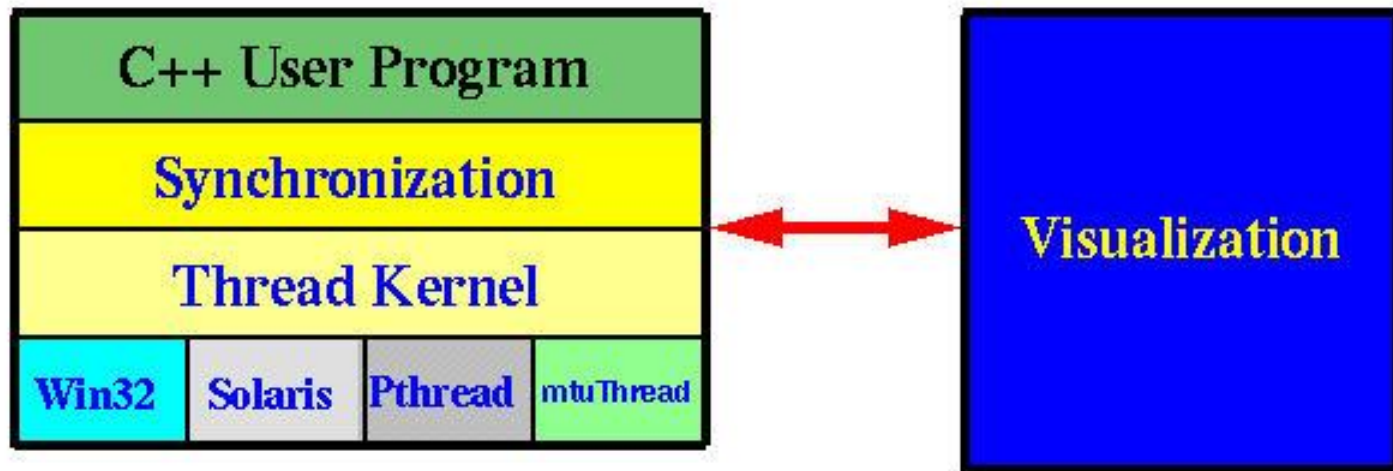 C++ User Program
Synchronization
Thread Kernel
Win32
Solaris
Pthread
mtuThread
Visualization